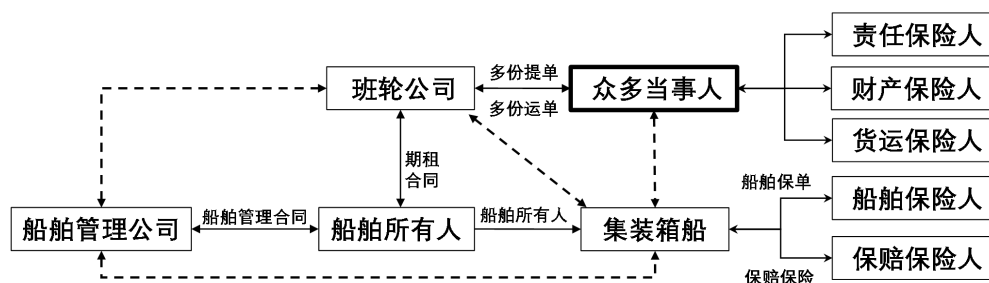 责任保险人
班轮公司
多份提单
多份运单
众多当事人
财产保险人
货运保险人
期租
合同
船舶保单
船舶保险人
船舶管理公司
船舶管理合同
船舶所有人
船舶所有人
集装箱船
保赔保险
保赔保险人